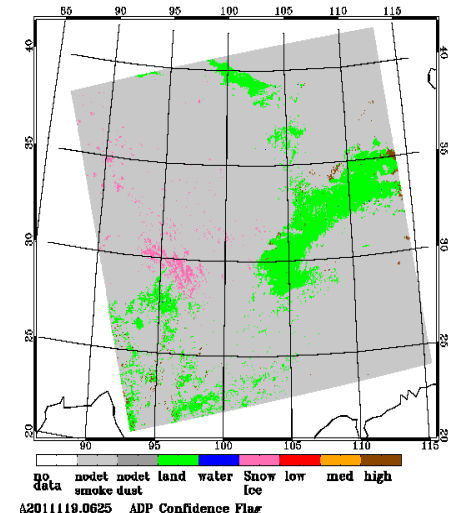 85 90 95 100 105 110 115
40 40
35 35
30 30
25 25
20 20
90 95 100 105 110 115
no data nodet smoke nodet dust land water Snow Ice low med high
A2011119.0625 ADP Confidence Flag